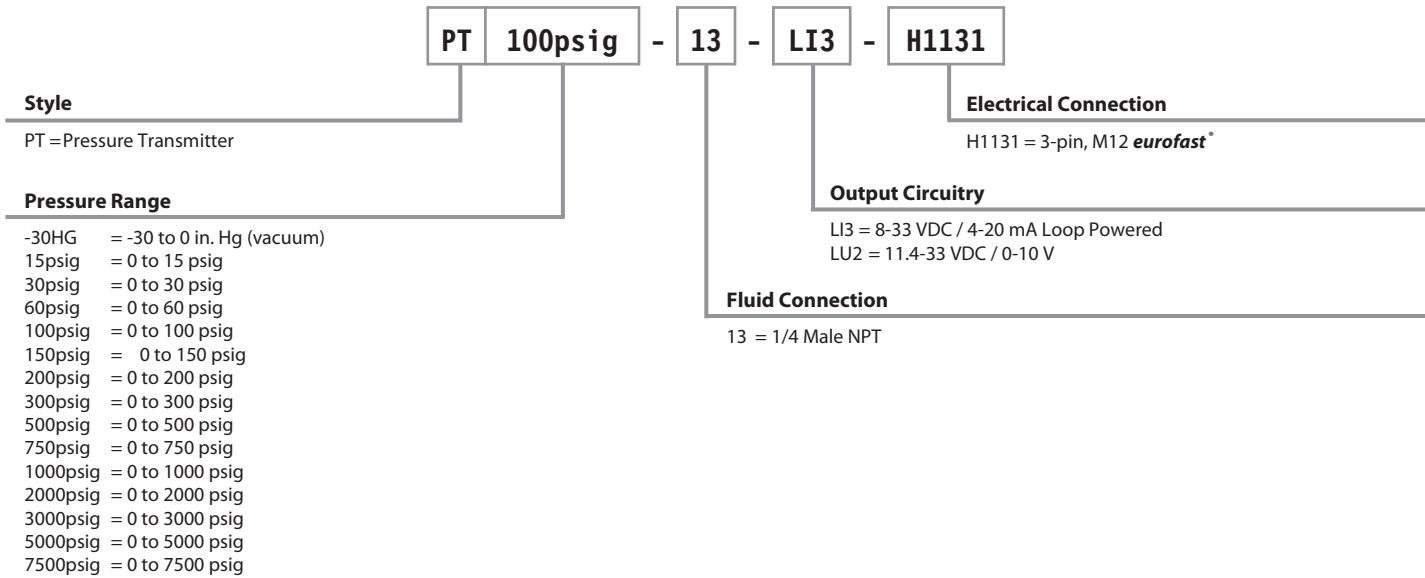 PT 100psig - 13 - LI3 - H1131
Style
PT =Pressure Transmitter
Pressure Range
-30HG = -30 to 0 in. Hg (vacuum)
15psig = 0 to 15 psig
30psig = 0 to 30 psig
60psig = 0 to 60 psig
100psig = 0 to 100 psig
150psig = 0 to 150 psig
200psig = 0 to 200 psig
300psig = 0 to 300 psig
500psig = 0 to 500 psig
750psig = 0 to 750 psig
1000psig = 0 to 1000 psig
2000psig = 0 to 2000 psig
3000psig = 0 to 3000 psig
5000psig = 0 to 5000 psig
7500psig = 0 to 7500 psig
Electrical Connection
H1131 = 3-pin, M12 eurofast®
Output Circuitry
LI3 = 8-33 VDC / 4-20 mA Loop Powered
LU2 = 11.4-33 VDC / 0-10 V
Fluid Connection
13 = 1/4 Male NPT